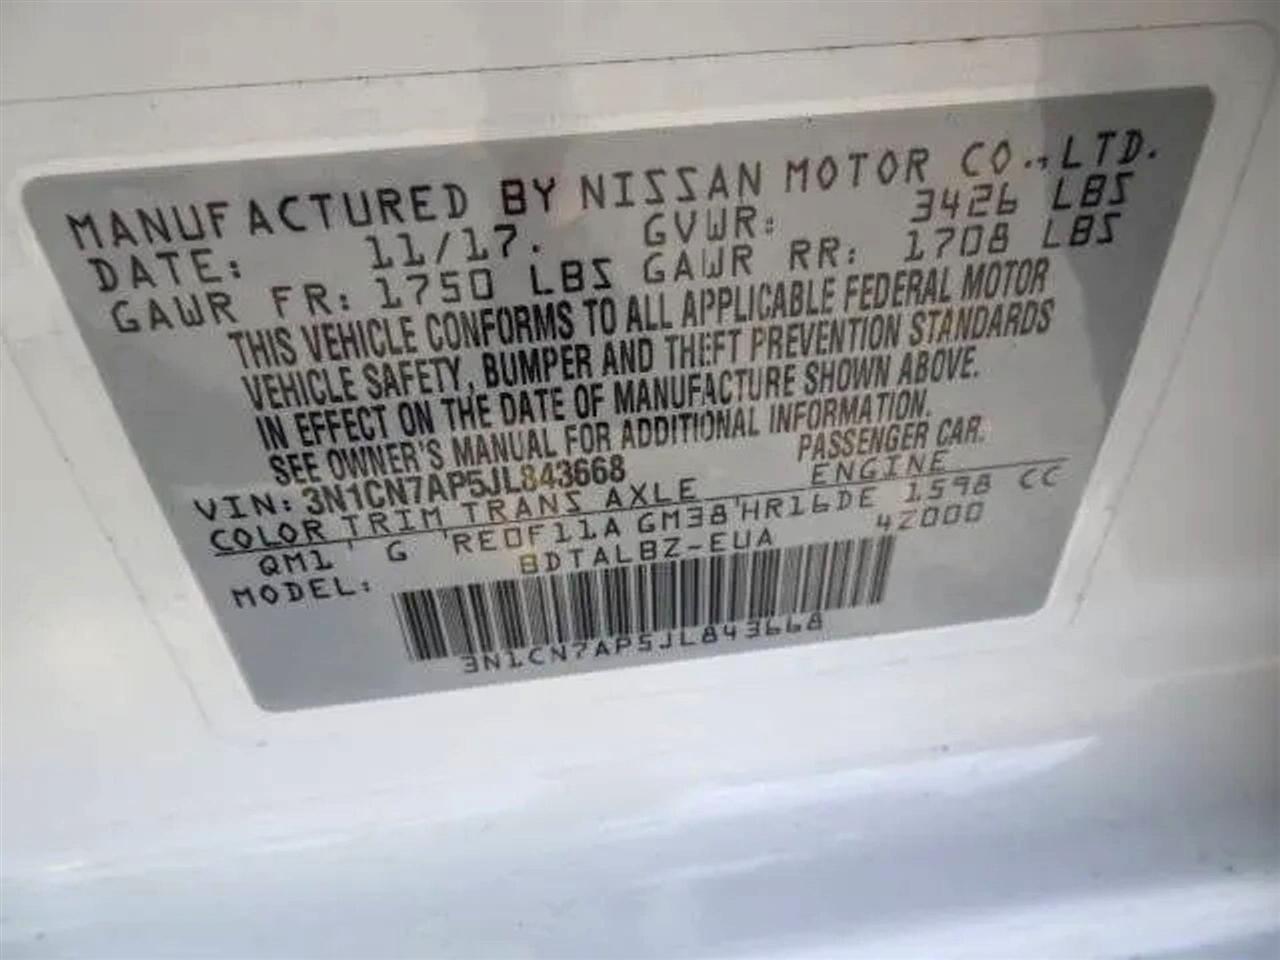 MANUFACTURED BY NISSAN MOTOR CO., LTD.
DATE: 11/17. GVWR: 3426 LBS
GAWR FR: 1750 LBS GAWR RR: 1708 LBS
THIS VEHICLE CONFORMS TO ALL APPLICABLE FEDERAL MOTOR
VEHICLE SAFETY, BUMPER AND THEFT PREVENTION STANDARDS
IN EFFECT ON THE DATE OF MANUFACTURE SHOWN ABOVE.
SEE OWNER'S MANUAL FOR ADDITIONAL INFORMATION.
VIN: 3N1CN7AP5JL843668 PASSENGER CAR.
COLOR TRIM TRANS AXLE ENGINE
QM1 G RE0F11A GM38 HR16DE 1598 CC
MODEL: BDTALBZ-EUA 4Z000
3N1CN7AP5JL843668